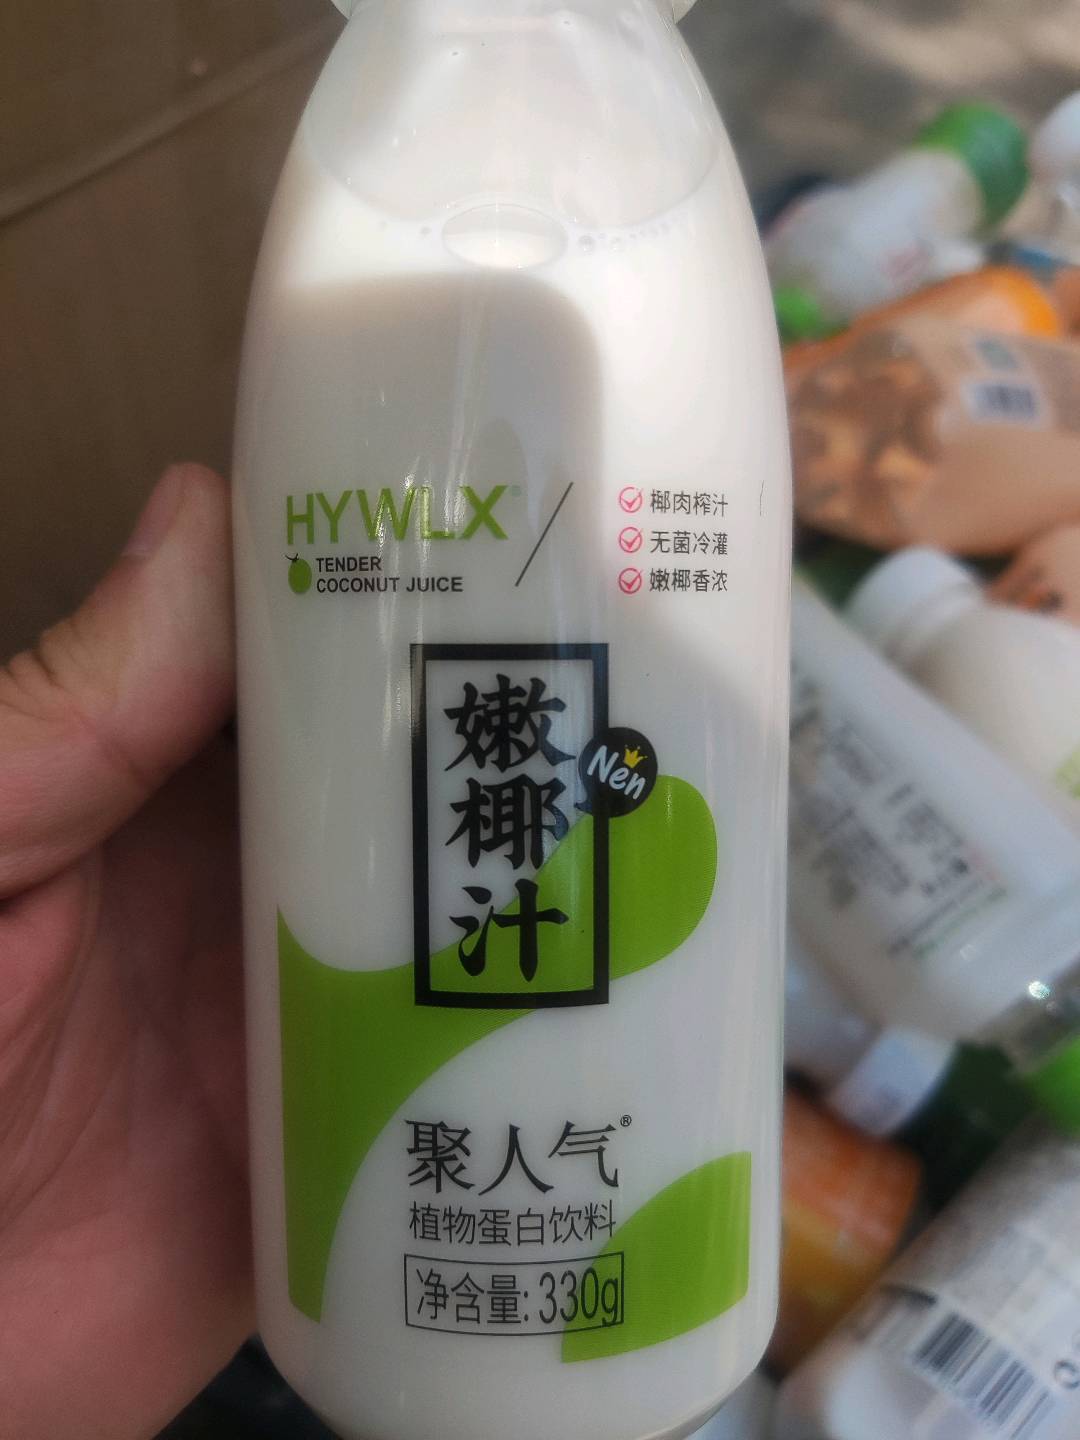 HYWLX®
TENDER
COCONUT JUICE
椰肉榨汁
无菌冷灌
嫩椰香浓
嫩椰汁
Nen
聚人气®
植物蛋白饮料
净含量: 330g